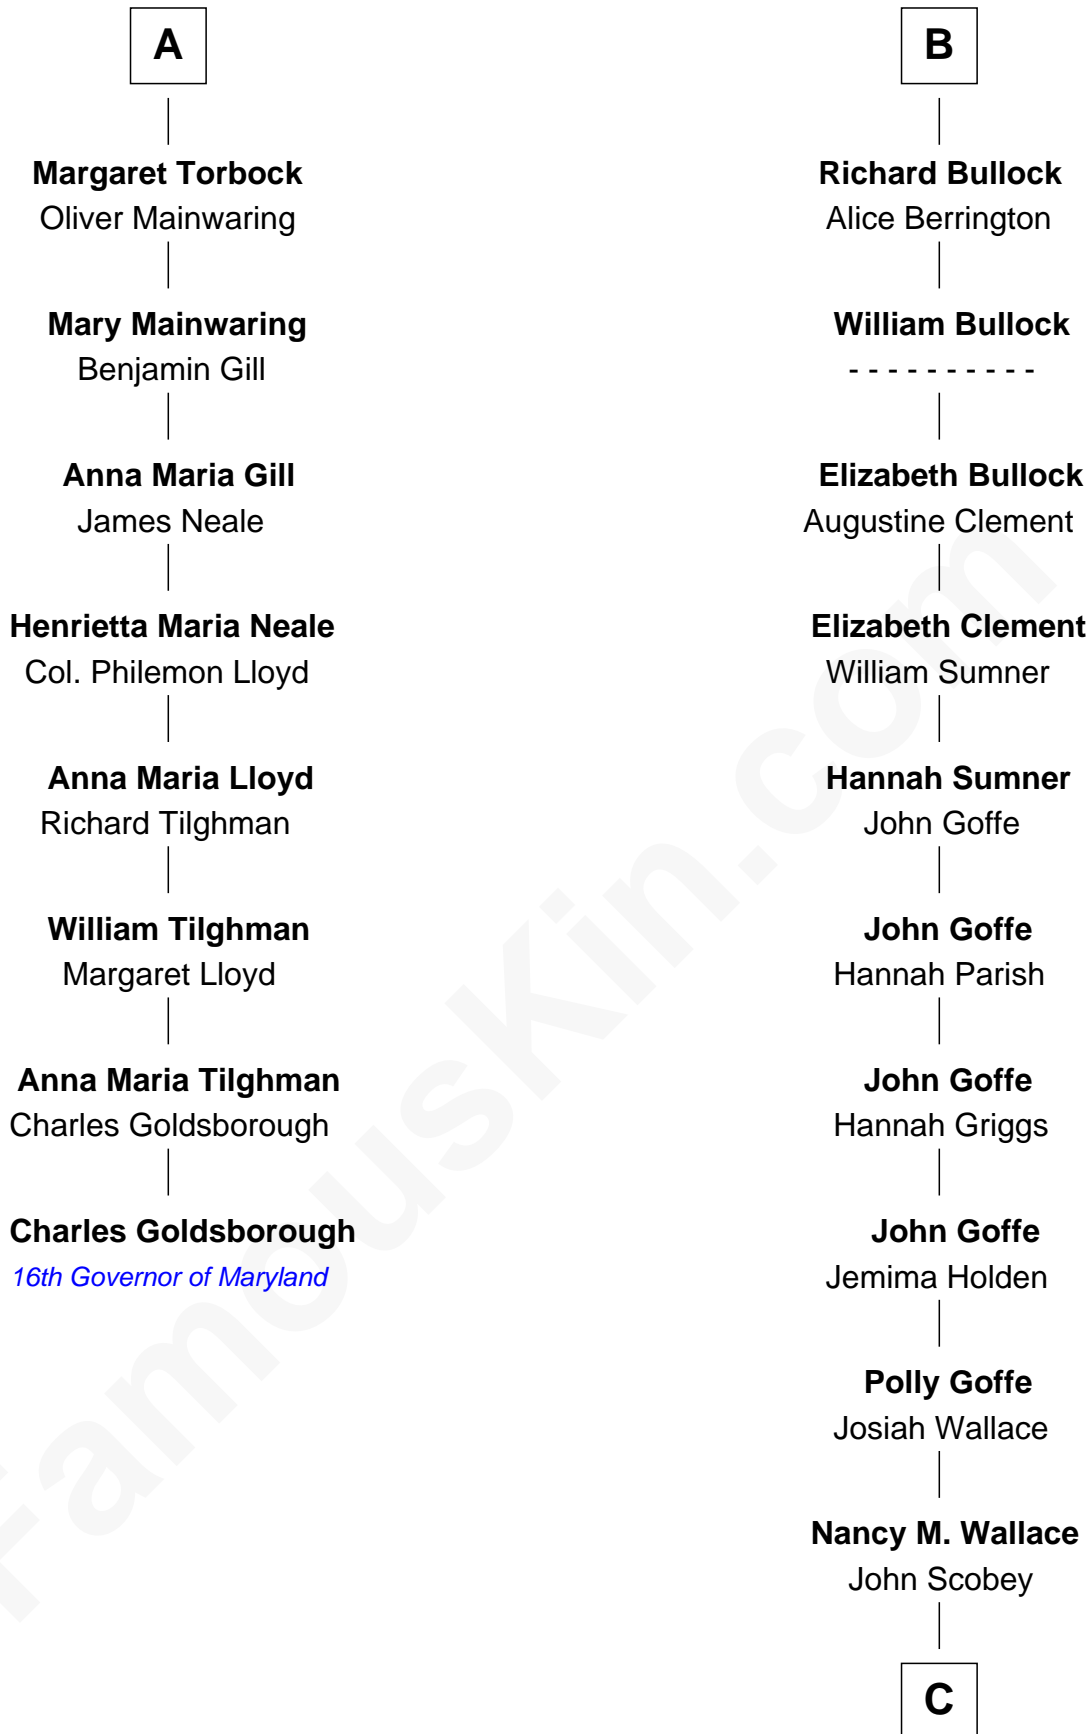 A
Margaret Torbock
Oliver Mainwaring
Mary Mainwaring
Benjamin Gill
Anna Maria Gill
James Neale
Henrietta Maria Neale
Col. Philemon Lloyd
Anna Maria Lloyd
Richard Tilghman
William Tilghman
Margaret Lloyd
Anna Maria Tilghman
Charles Goldsborough
Charles Goldsborough
16th Governor of Maryland
B
Richard Bullock
Alice Berrington
William Bullock
- - - - - - - - - -
Elizabeth Bullock
Augustine Clement
Elizabeth Clement
William Sumner
Hannah Sumner
John Goffe
John Goffe
Hannah Parish
John Goffe
Hannah Griggs
John Goffe
Jemima Holden
Polly Goffe
Josiah Wallace
Nancy M. Wallace
John Scobey
C
FamousKin.com